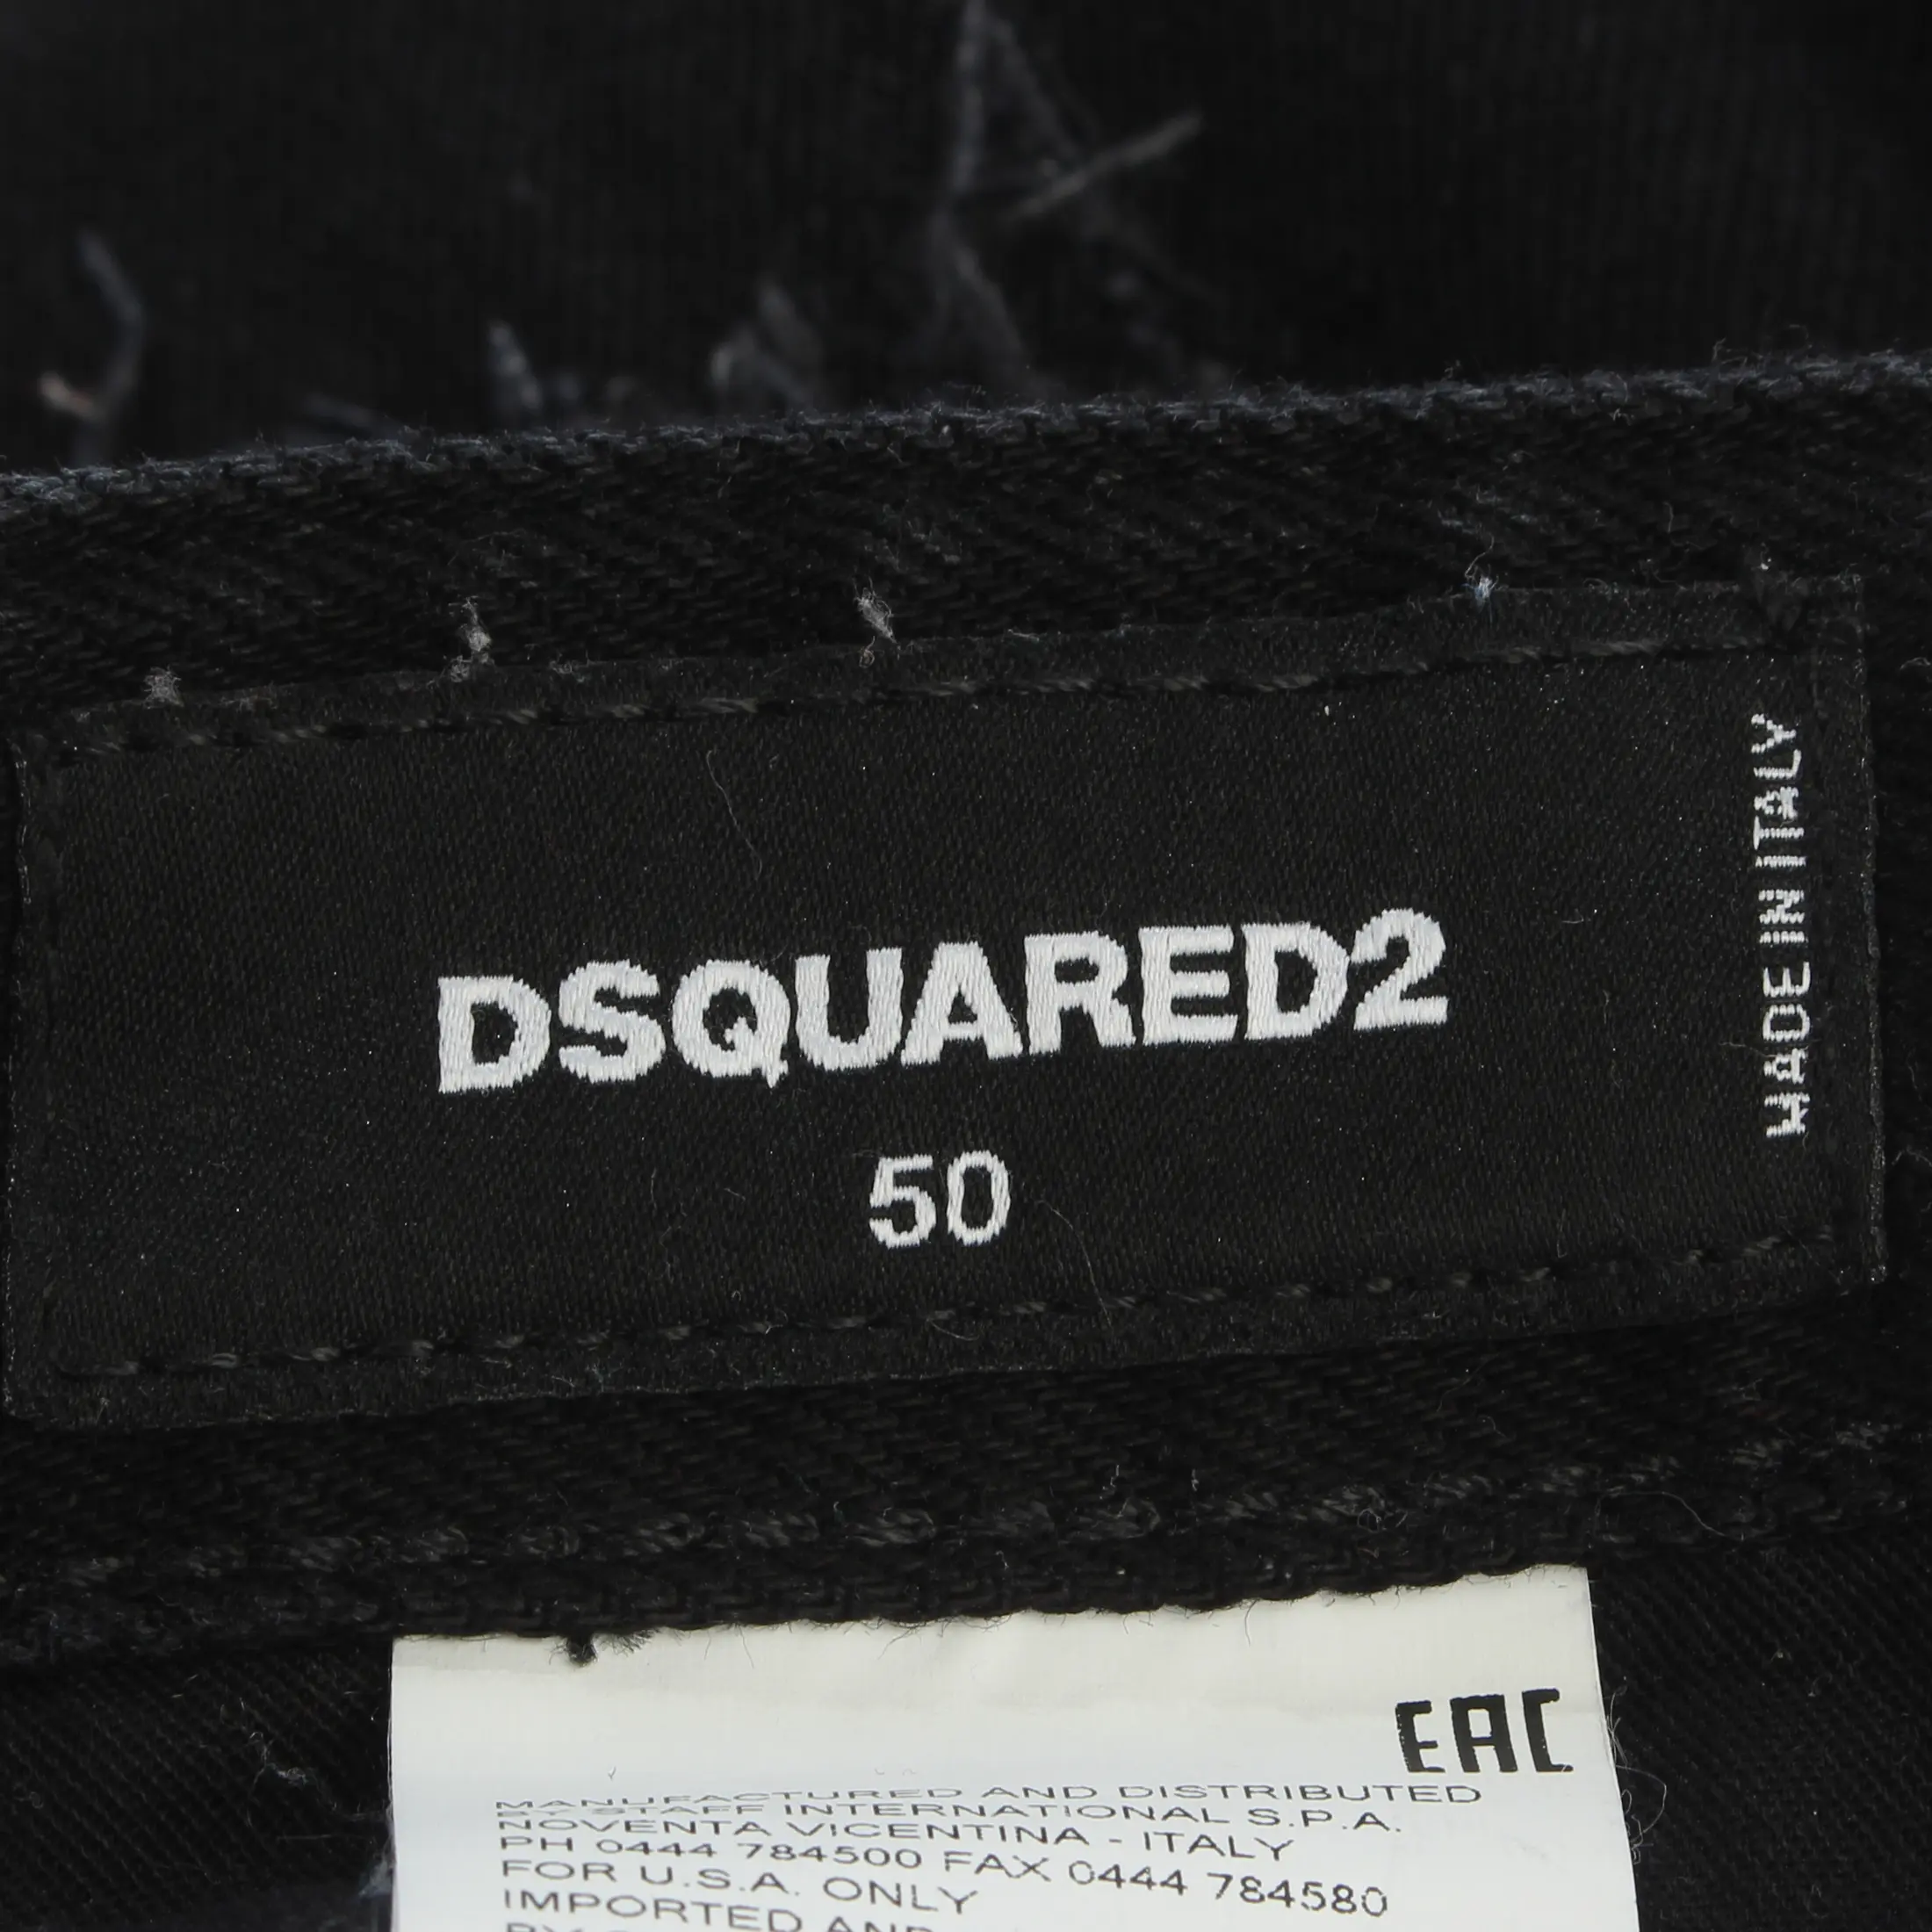 DSQUARED2
50
MADE IN ITALY
EAC
MANUFACTURED AND DISTRIBUTED
BY STAFF INTERNATIONAL S.P.A.
NOVENTA VICENTINA - ITALY
PH 0444 784500 FAX 0444 784580
FOR U.S.A. ONLY
IMPORTED AND